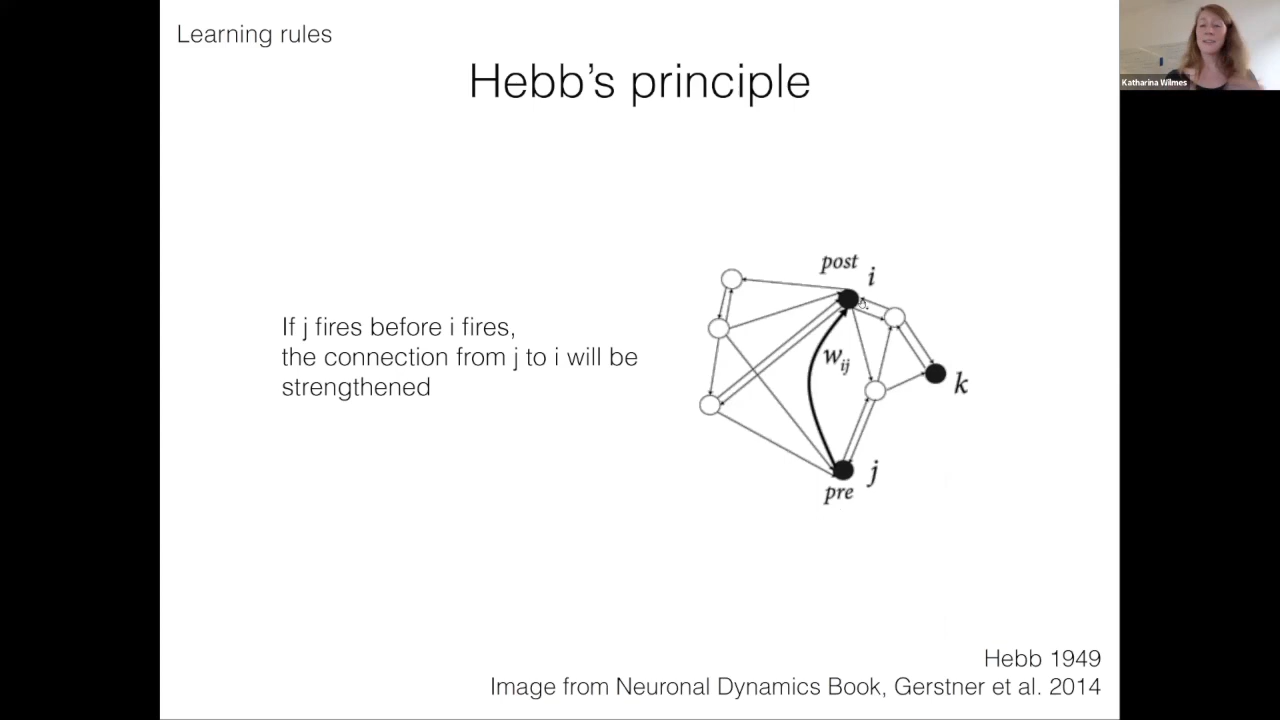 Learning rules
Hebb's principle
Katharina Wilmes
If j fires before i fires,
the connection from j to i will be
strengthened
post
i
w_ij
k
j
pre
Hebb 1949
Image from Neuronal Dynamics Book, Gerstner et al. 2014